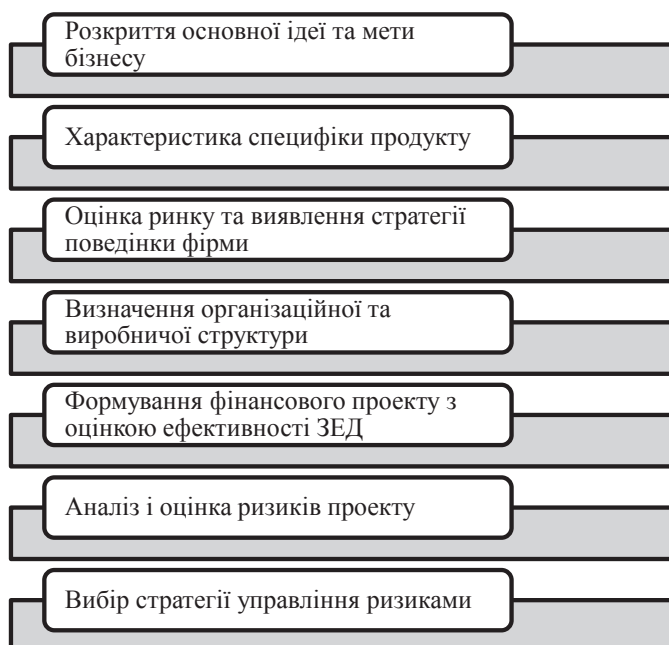 Розкриття основної ідеї та мети
бізнесу
Характеристика специфіки продукту
Оцінка ринку та виявлення стратегії
поведінки фірми
Визначення організаційної та
виробничої структури
Формування фінансового проекту з
оцінкою ефективності ЗЕД
Аналіз і оцінка ризиків проекту
Вибір стратегії управління ризиками